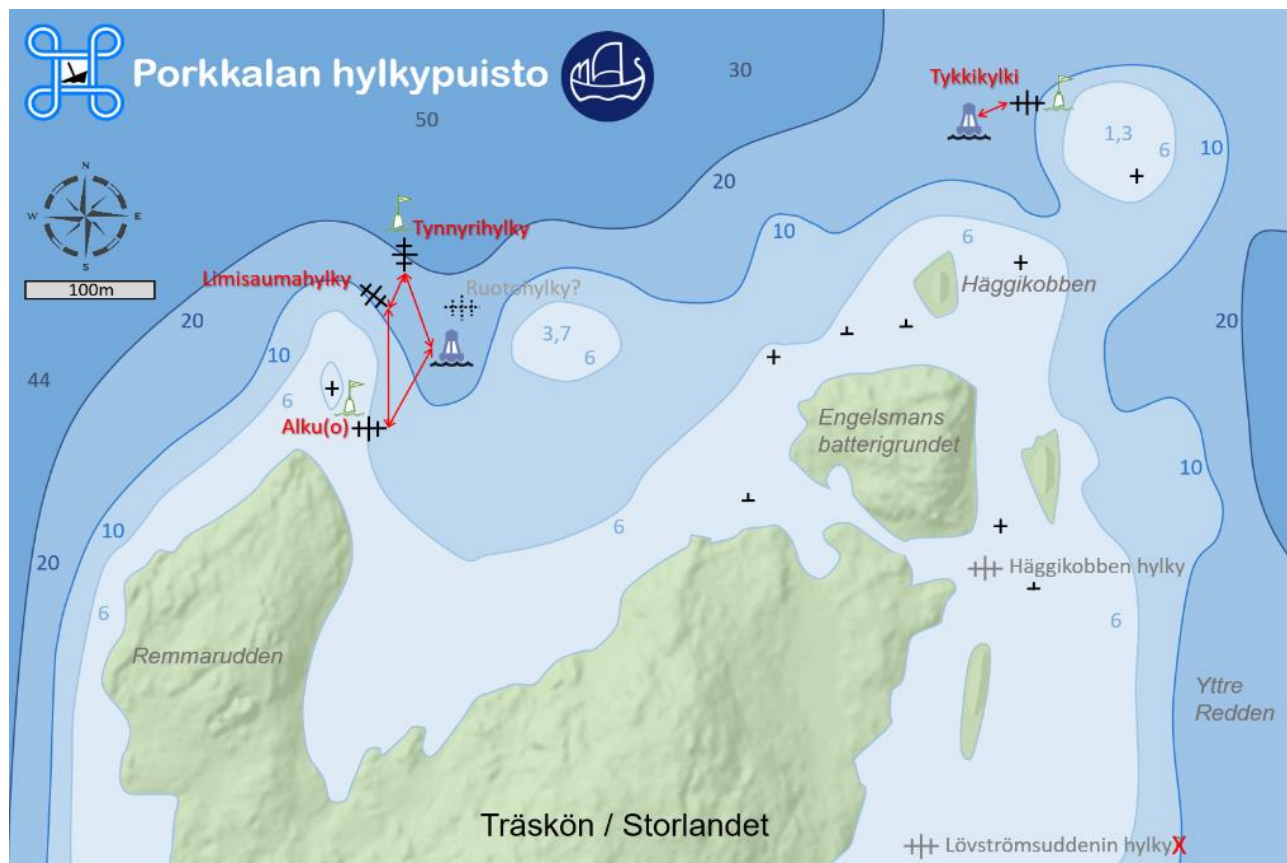 Porkkalan hylkypuisto
30
50
Tykkikylki
1,3
6
10
N
W
E
S
100m
20
Tynnyrihylky
Limisaumahylky
Ruotohylky?
10
6
Häggikobben
20
20
3,7
6
10
44
6
Alku(o)
Engelsmans
batterigrundet
10
6
10
20
Häggikobben hylky
6
6
Remmarudden
Yttre
Redden
Träskön / Storlandet
Lövströmsuddenin hylky X